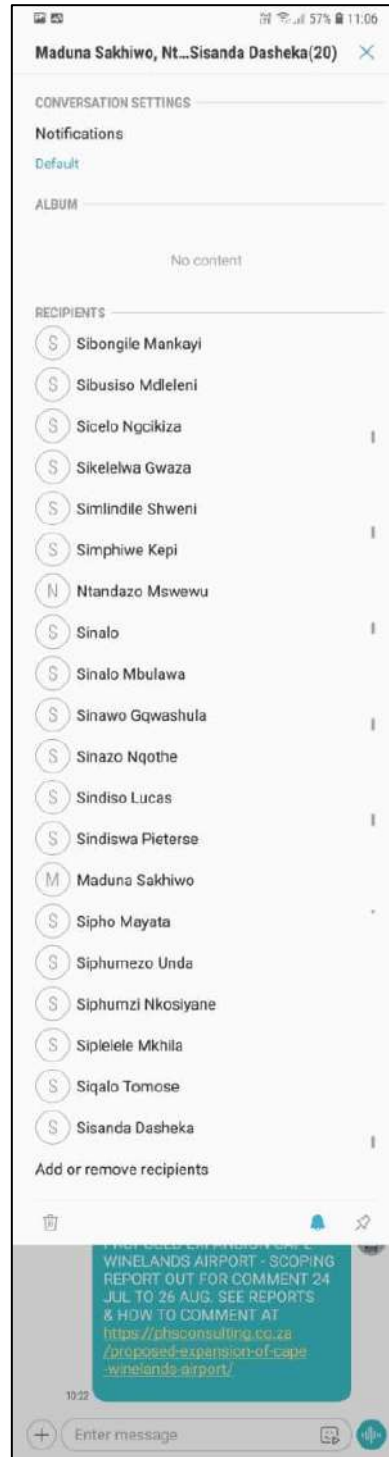 57% 11:06
Maduna Sakhiwo, Nt...Sisanda Dasheka(20)
CONVERSATION SETTINGS
Notifications
Default
ALBUM
No content
RECIPIENTS
S Sibongile Mankayi
S Sibusiso Mdleleni
S Sicelo Ngcikiza
S Sikelelwa Gwaza
S Simlindile Shweni
S Simphiwe Kepi
N Ntandazo Mswewu
S Sinalo
S Sinalo Mbulawa
S Sinawo Gqwashula
S Sinazo Nqothe
S Sindiso Lucas
S Sindiswa Pieterse
M Maduna Sakhiwo
S Sipho Mayata
S Siphumezo Unda
S Siphumzi Nkosiyane
S Siplelele Mkhila
S Siqalo Tomose
S Sisanda Dasheka
Add or remove recipients
PROPOSED EXPANSION CAPE
WINELANDS AIRPORT - SCOPING
REPORT OUT FOR COMMENT 24
JUL TO 26 AUG. SEE REPORTS
& HOW TO COMMENT AT
https://phsconsulting.co.za
/proposed-expansion-of-cape
-winelands-airport/
10:22
Enter message